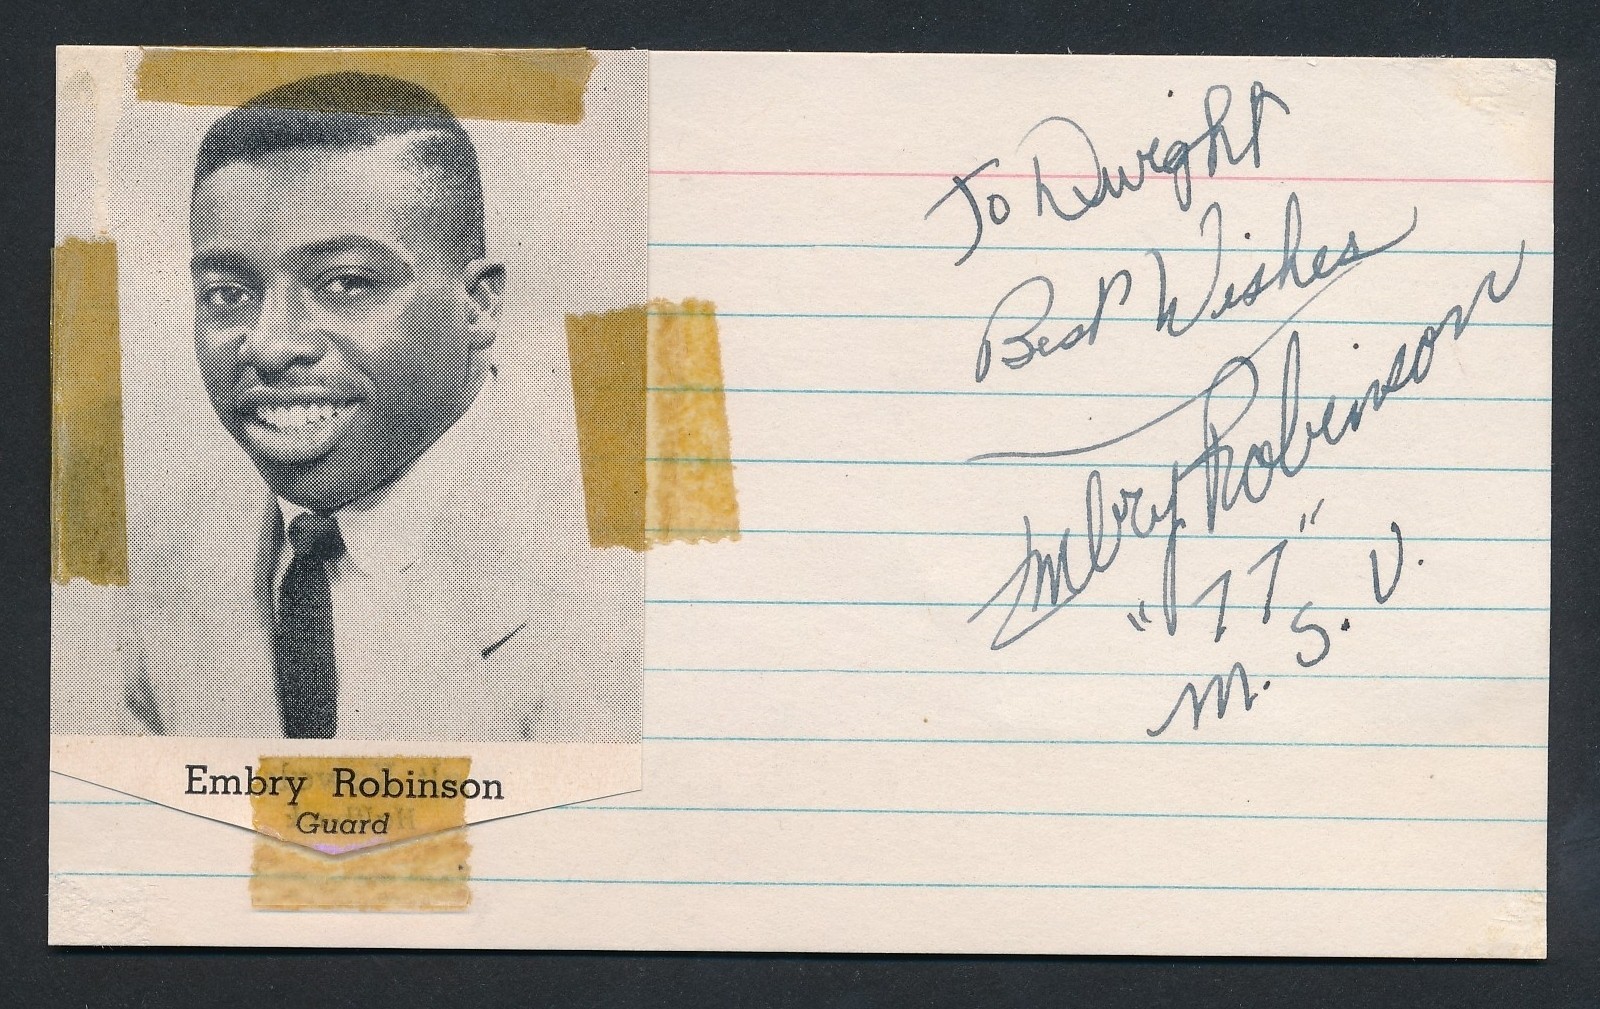 To Dwight
Best Wishes
Embry Robinson
"77"
M. S. U.
Embry Robinson
Guard